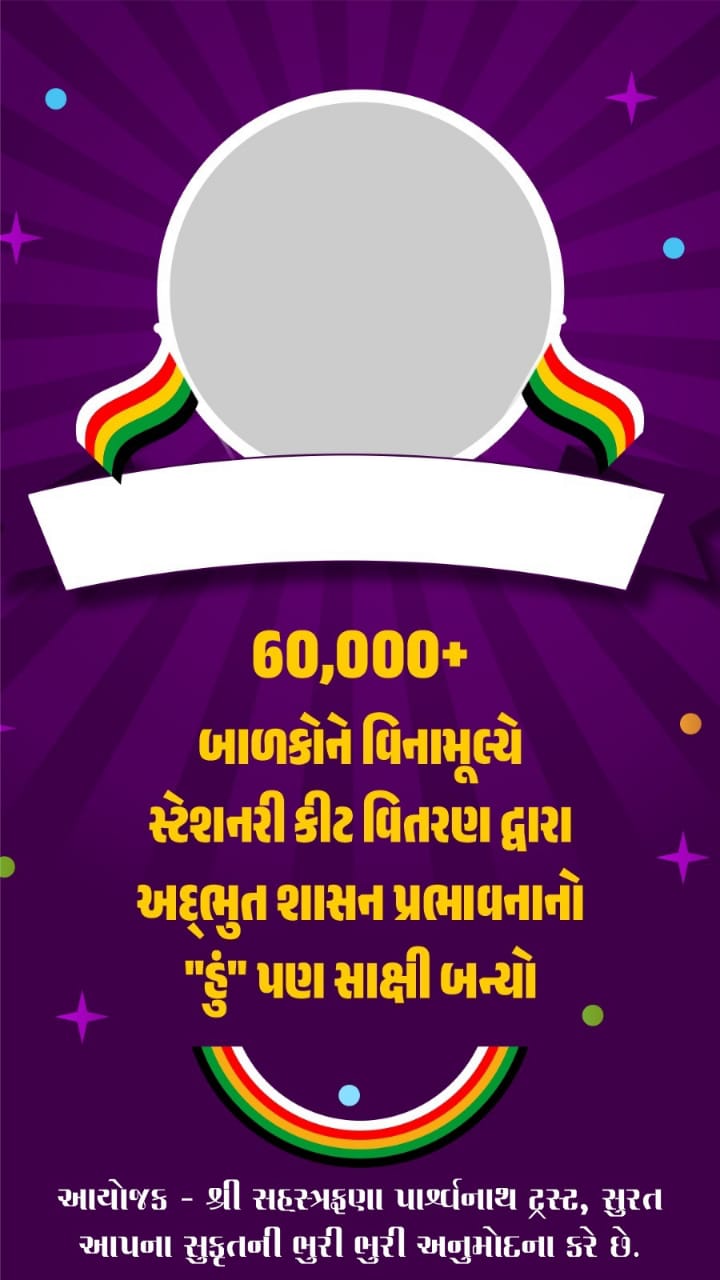 60,000+
બાળકોને વિનામૂલ્યે
સ્ટેશનરી કીટ વિતરણ દ્વારા
અદ્ભુત શાસન પ્રભાવનાનો
"હું" પણ સાક્ષી બન્યો
આયોજક - શ્રી સહસ્ત્રફણા પાર્શ્વનાથ ટ્રસ્ટ, સુરત
આપના સુકૃતની ભુરી ભુરી અનુમોદના કરે છે.